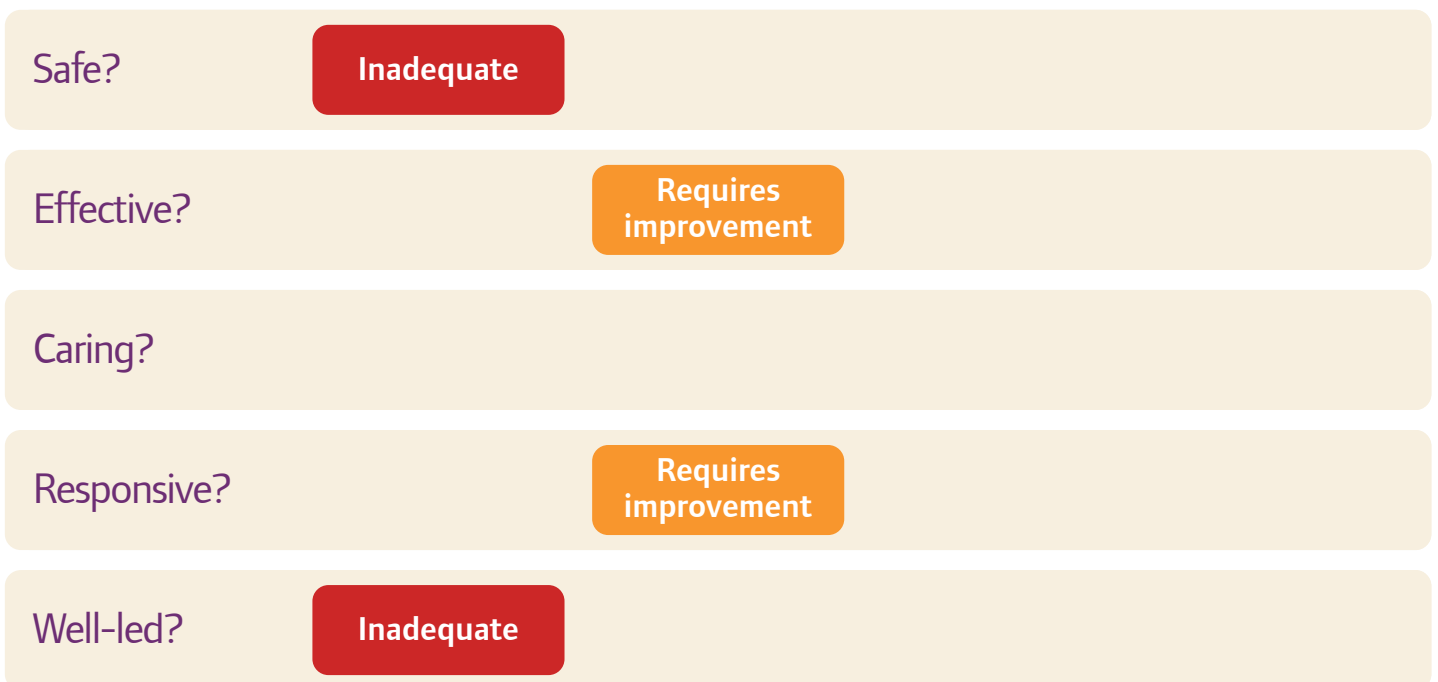 Safe?
Inadequate
Effective?
Requires
improvement
Caring?
Responsive?
Requires
improvement
Well-led?
Inadequate